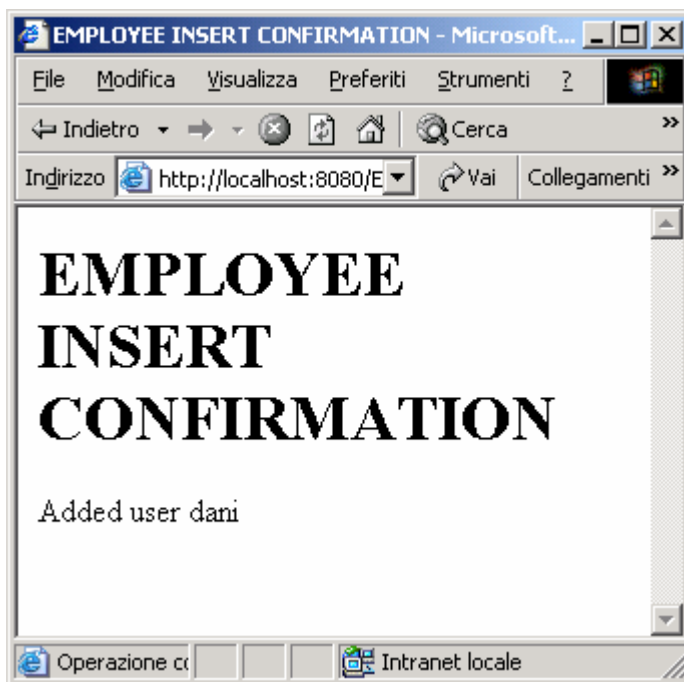 EMPLOYEE INSERT CONFIRMATION - Microsoft...
File Modifica Visualizza Preferiti Strumenti ?
Indietro Cerca »
Indirizzo http://localhost:8080/E Vai Collegamenti »
EMPLOYEE
INSERT
CONFIRMATION
Added user dani
Operazione co Intranet locale